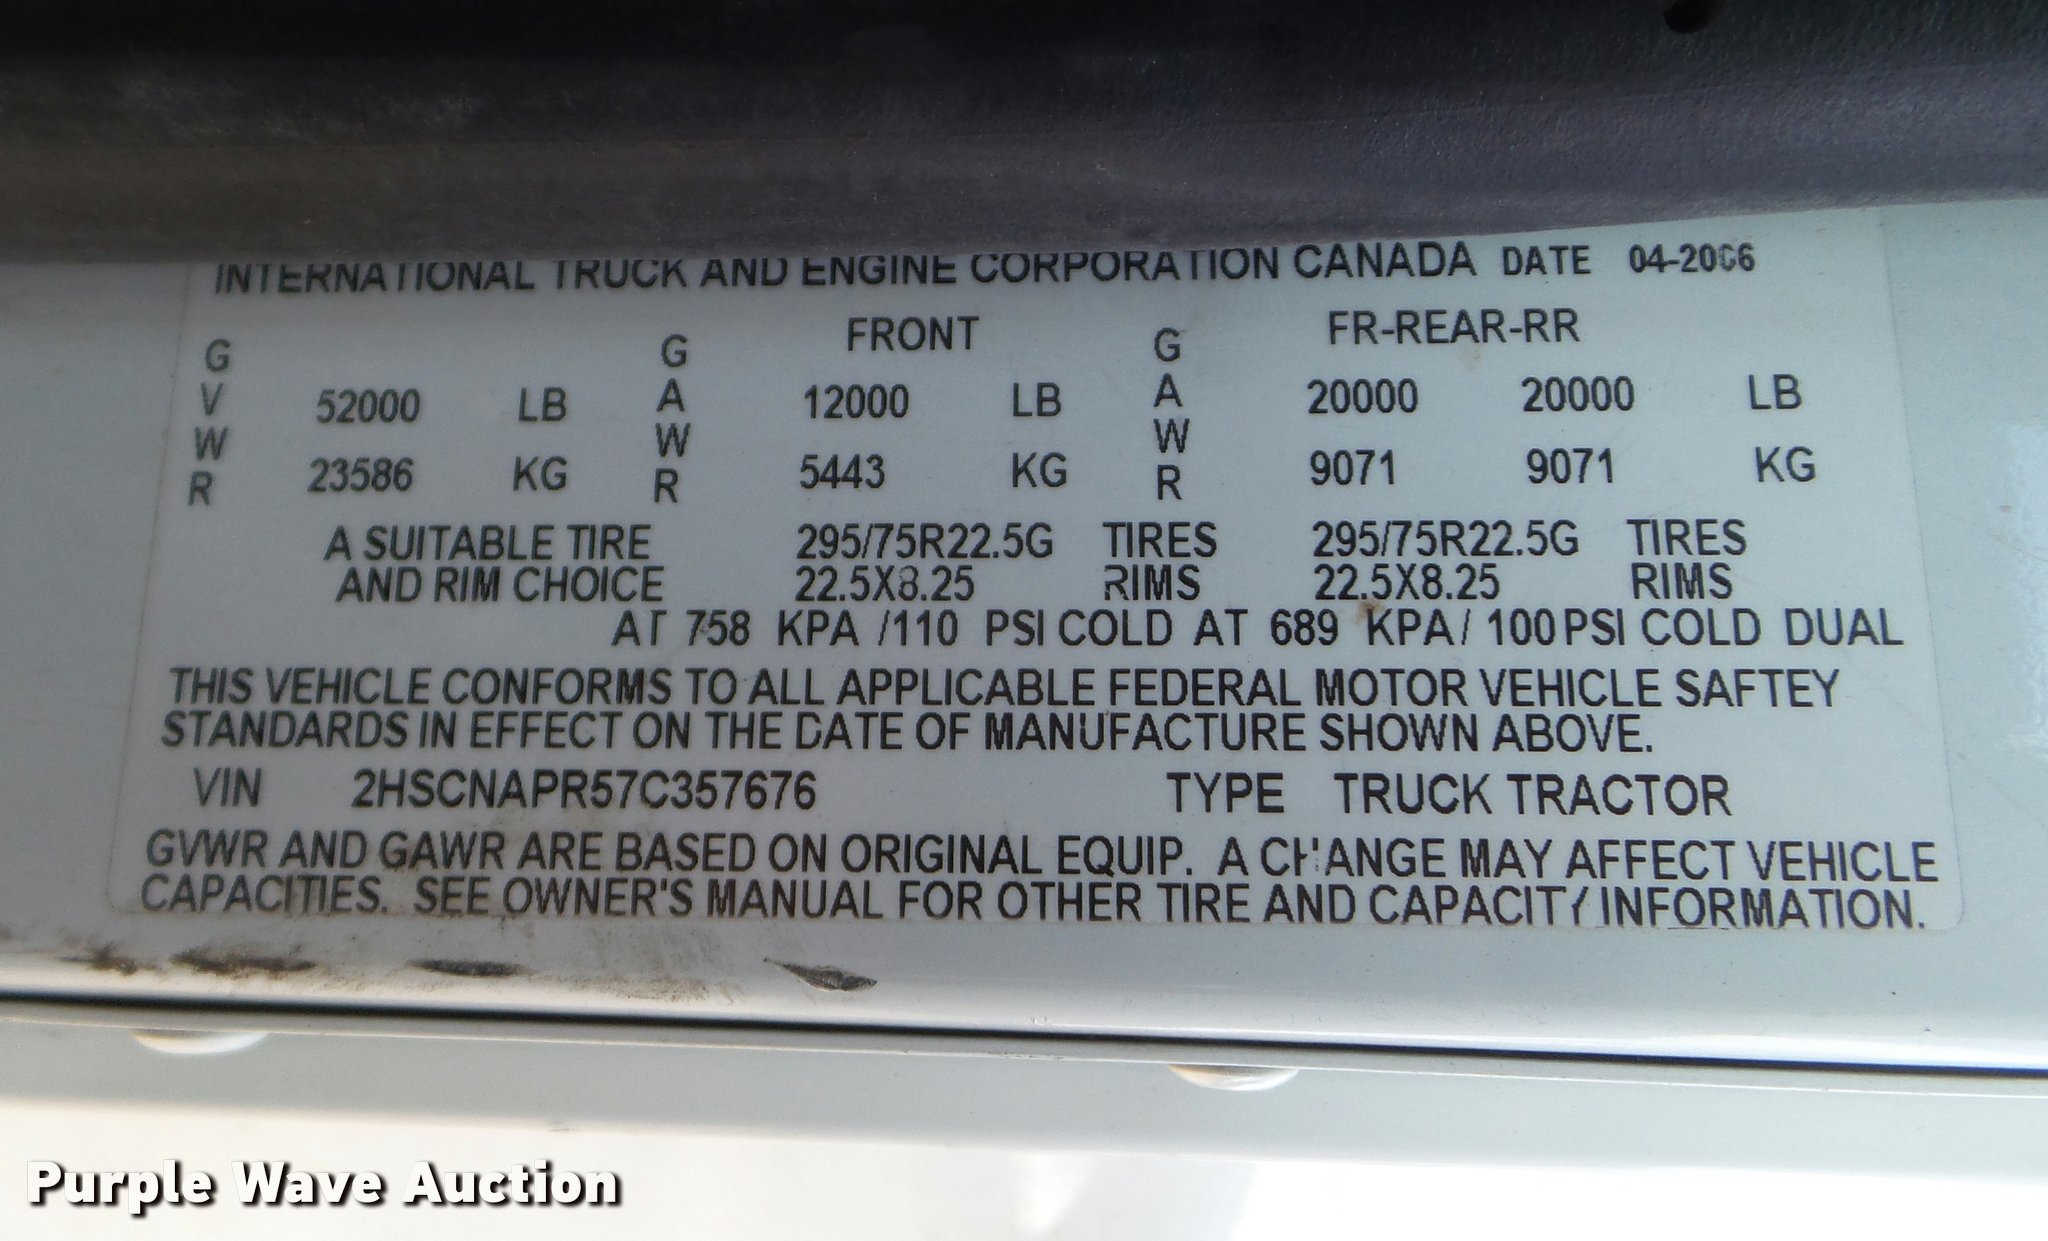 INTERNATIONAL TRUCK AND ENGINE CORPORATION CANADA DATE 04-2006
FRONT FR-REAR-RR
GVWR 52000 LB GAWR 12000 LB GAWR 20000 20000 LB
23586 KG 5443 KG 9071 9071 KG
A SUITABLE TIRE 295/75R22.5G TIRES 295/75R22.5G TIRES
AND RIM CHOICE 22.5X8.25 RIMS 22.5X8.25 RIMS
AT 758 KPA /110 PSI COLD AT 689 KPA/ 100 PSI COLD DUAL
THIS VEHICLE CONFORMS TO ALL APPLICABLE FEDERAL MOTOR VEHICLE SAFTEY
STANDARDS IN EFFECT ON THE DATE OF MANUFACTURE SHOWN ABOVE.
VIN 2HSCNAPR57C357676 TYPE TRUCK TRACTOR
GVWR AND GAWR ARE BASED ON ORIGINAL EQUIP. A CHANGE MAY AFFECT VEHICLE
CAPACITIES. SEE OWNER'S MANUAL FOR OTHER TIRE AND CAPACITY INFORMATION.
Purple Wave Auction